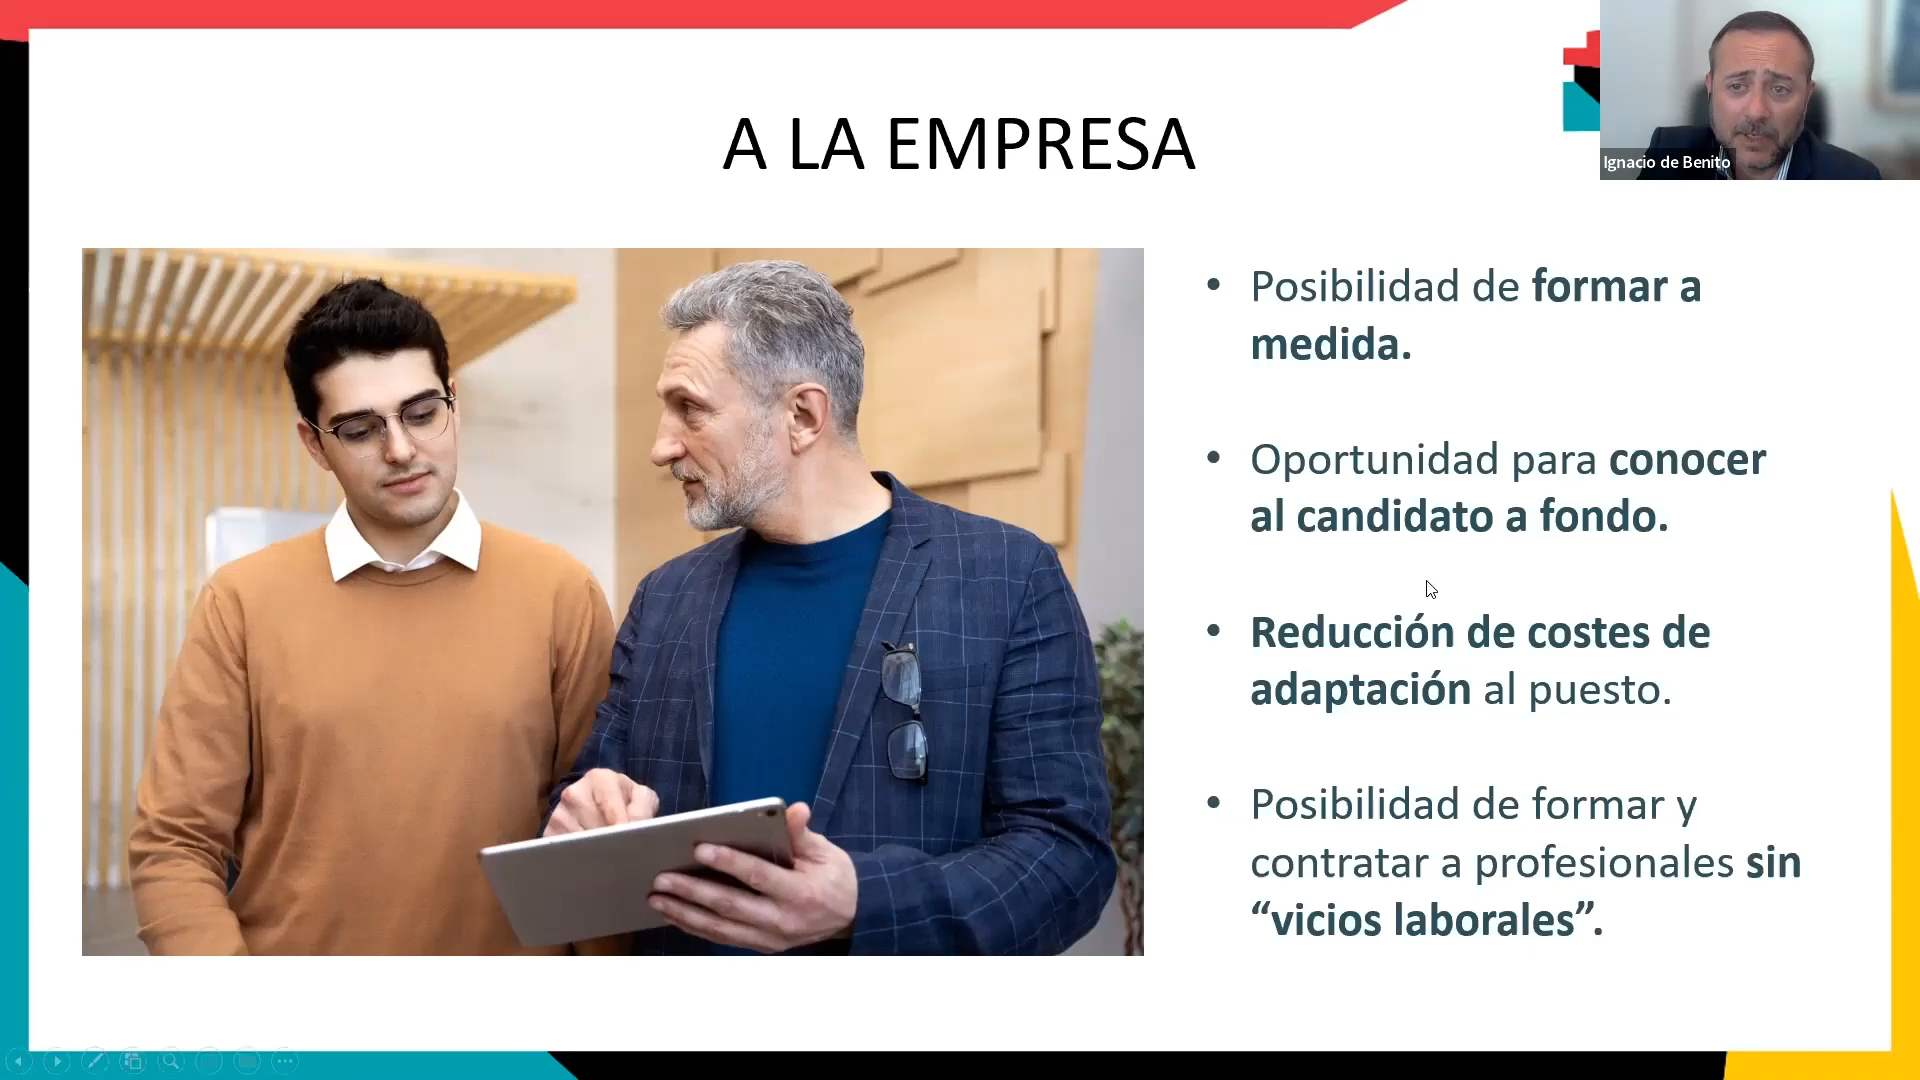 A LA EMPRESA
Ignacio de Benito
• Posibilidad de formar a
medida.
• Oportunidad para conocer
al candidato a fondo.
• Reducción de costes de
adaptación al puesto.
• Posibilidad de formar y
contratar a profesionales sin
“vicios laborales”.